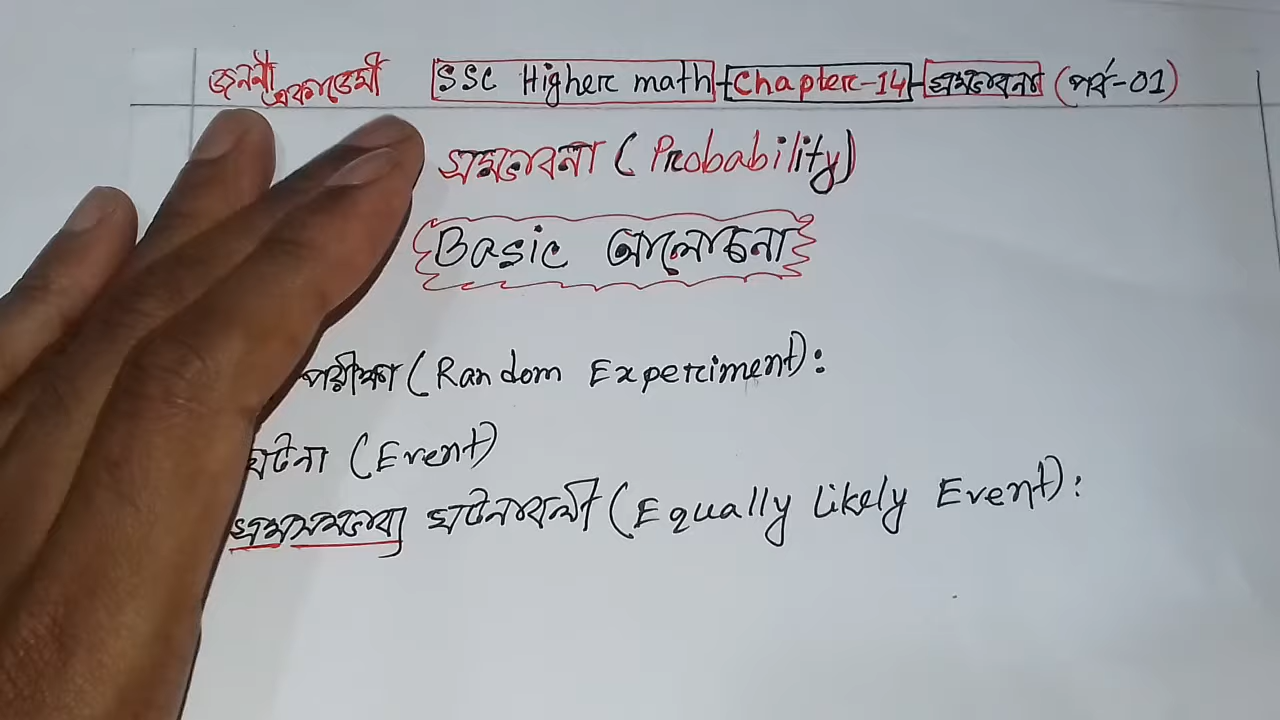 জননী একাডেমী SSC Higher math-Chapter-14-সম্ভাবনা (পর্ব-01)
সম্ভাবনা (Probability)
Basic আলোচনা
পরীক্ষা (Random Experiment):
ঘটনা (Event)
সমসম্ভাব্য ঘটনাবলী (Equally Likely Event):